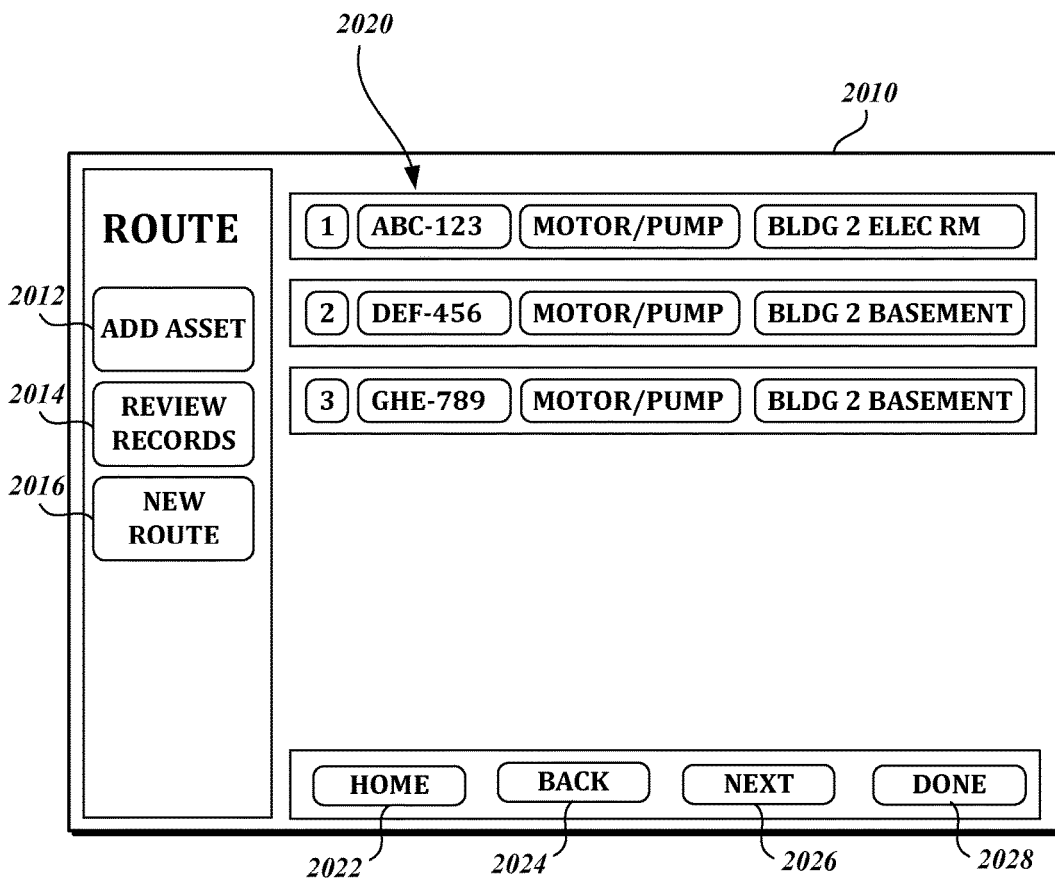 2020
2010
ROUTE
1 ABC-123 MOTOR/PUMP BLDG 2 ELEC RM
2012
ADD ASSET
2 DEF-456 MOTOR/PUMP BLDG 2 BASEMENT
2014
REVIEW
RECORDS
3 GHE-789 MOTOR/PUMP BLDG 2 BASEMENT
2016
NEW
ROUTE
HOME BACK NEXT DONE
2022 2024 2026 2028